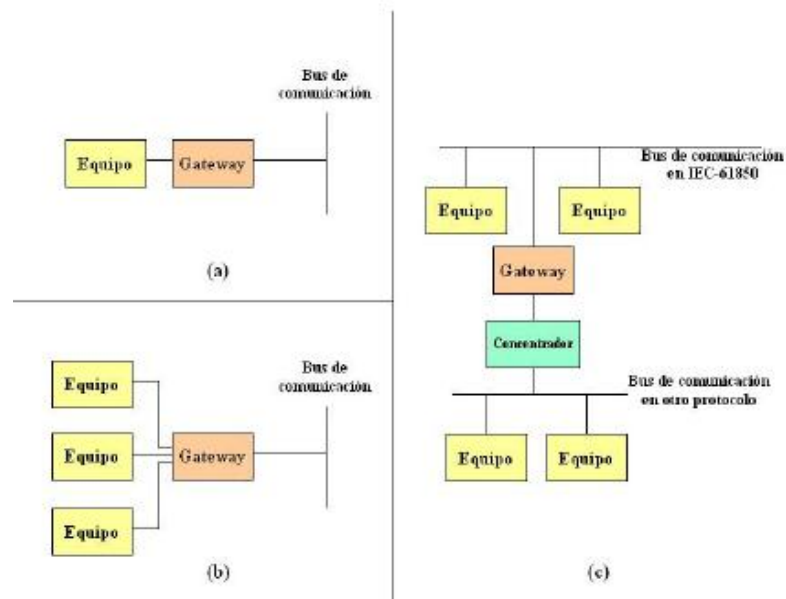 Bus de
comunicación
Equipo
Gateway
(a)
Bus de
comunicación
Equipo
Equipo
Gateway
Equipo
(b)
Bus de comunicación
en IEC-61850
Equipo
Equipo
Gateway
Concentrador
Bus de comunicación
en otro protocolo
Equipo
Equipo
(c)